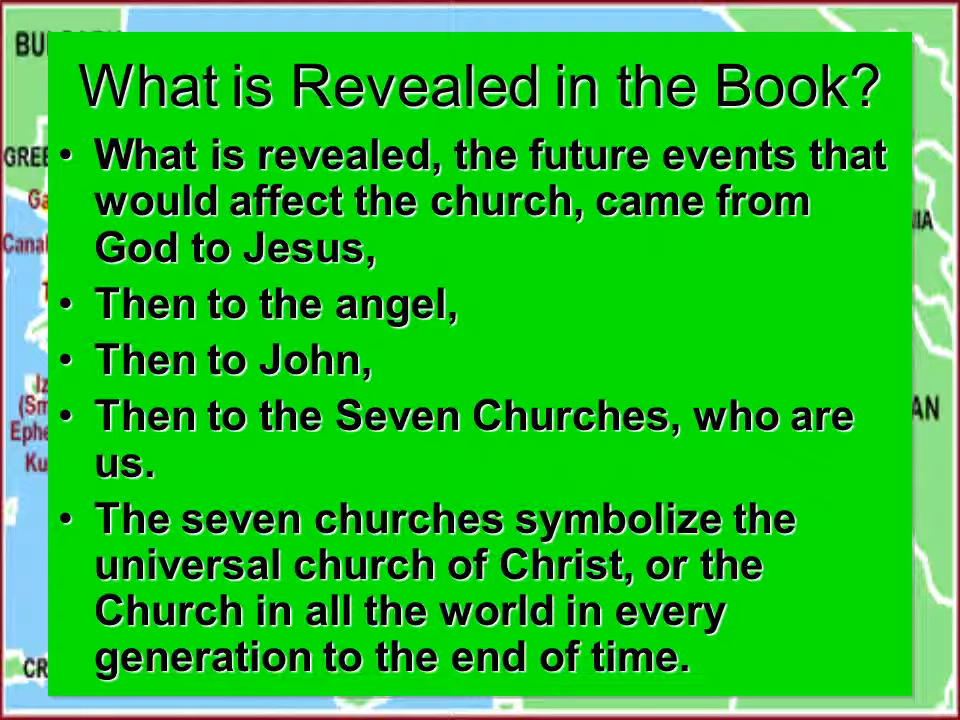 What is Revealed in the Book?
• What is revealed, the future events that
would affect the church, came from
God to Jesus,
• Then to the angel,
• Then to John,
• Then to the Seven Churches, who are
us.
• The seven churches symbolize the
universal church of Christ, or the
Church in all the world in every
generation to the end of time.